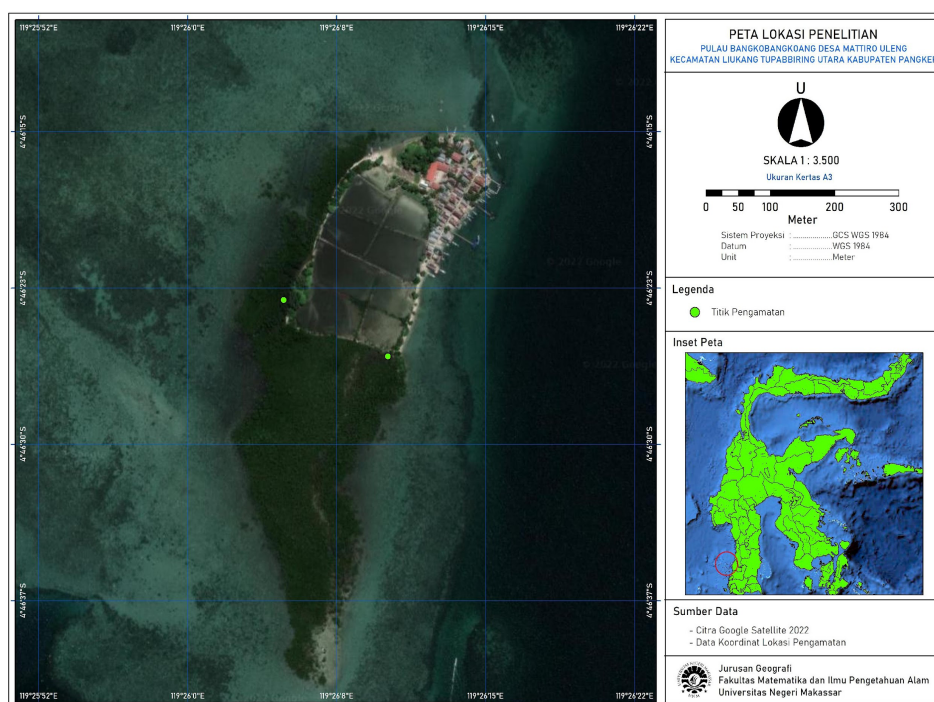 119°25'52"E
119°26'0"E
119°26'8"E
119°26'15"E
119°26'22"E
4°46'15"S
4°46'15"S
4°46'23"S
4°46'23"S
4°46'30"S
4°46'30"S
4°46'37"S
4°46'37"S
© 2022 Google
© 2022 Google
119°25'52"E
119°26'0"E
119°26'8"E
119°26'15"E
119°26'22"E
PETA LOKASI PENELITIAN
PULAU BANGKOBANGKOANG DESA MATTIRO ULENG
KECAMATAN LIUKANG TUPABBIRING UTARA KABUPATEN PANGKE
U
SKALA 1 : 3.500
Ukuran Kertas A3
0 50 100 200 300
Meter
Sistem Proyeksi : ..................GCS WGS 1984
Datum : ..................WGS 1984
Unit : ..................Meter
Legenda
Titik Pengamatan
Inset Peta
Sumber Data
- Citra Google Satellite 2022
- Data Koordinat Lokasi Pengamatan
Jurusan Geografi
Fakultas Matematika dan Ilmu Pengetahuan Alam
Universitas Negeri Makassar